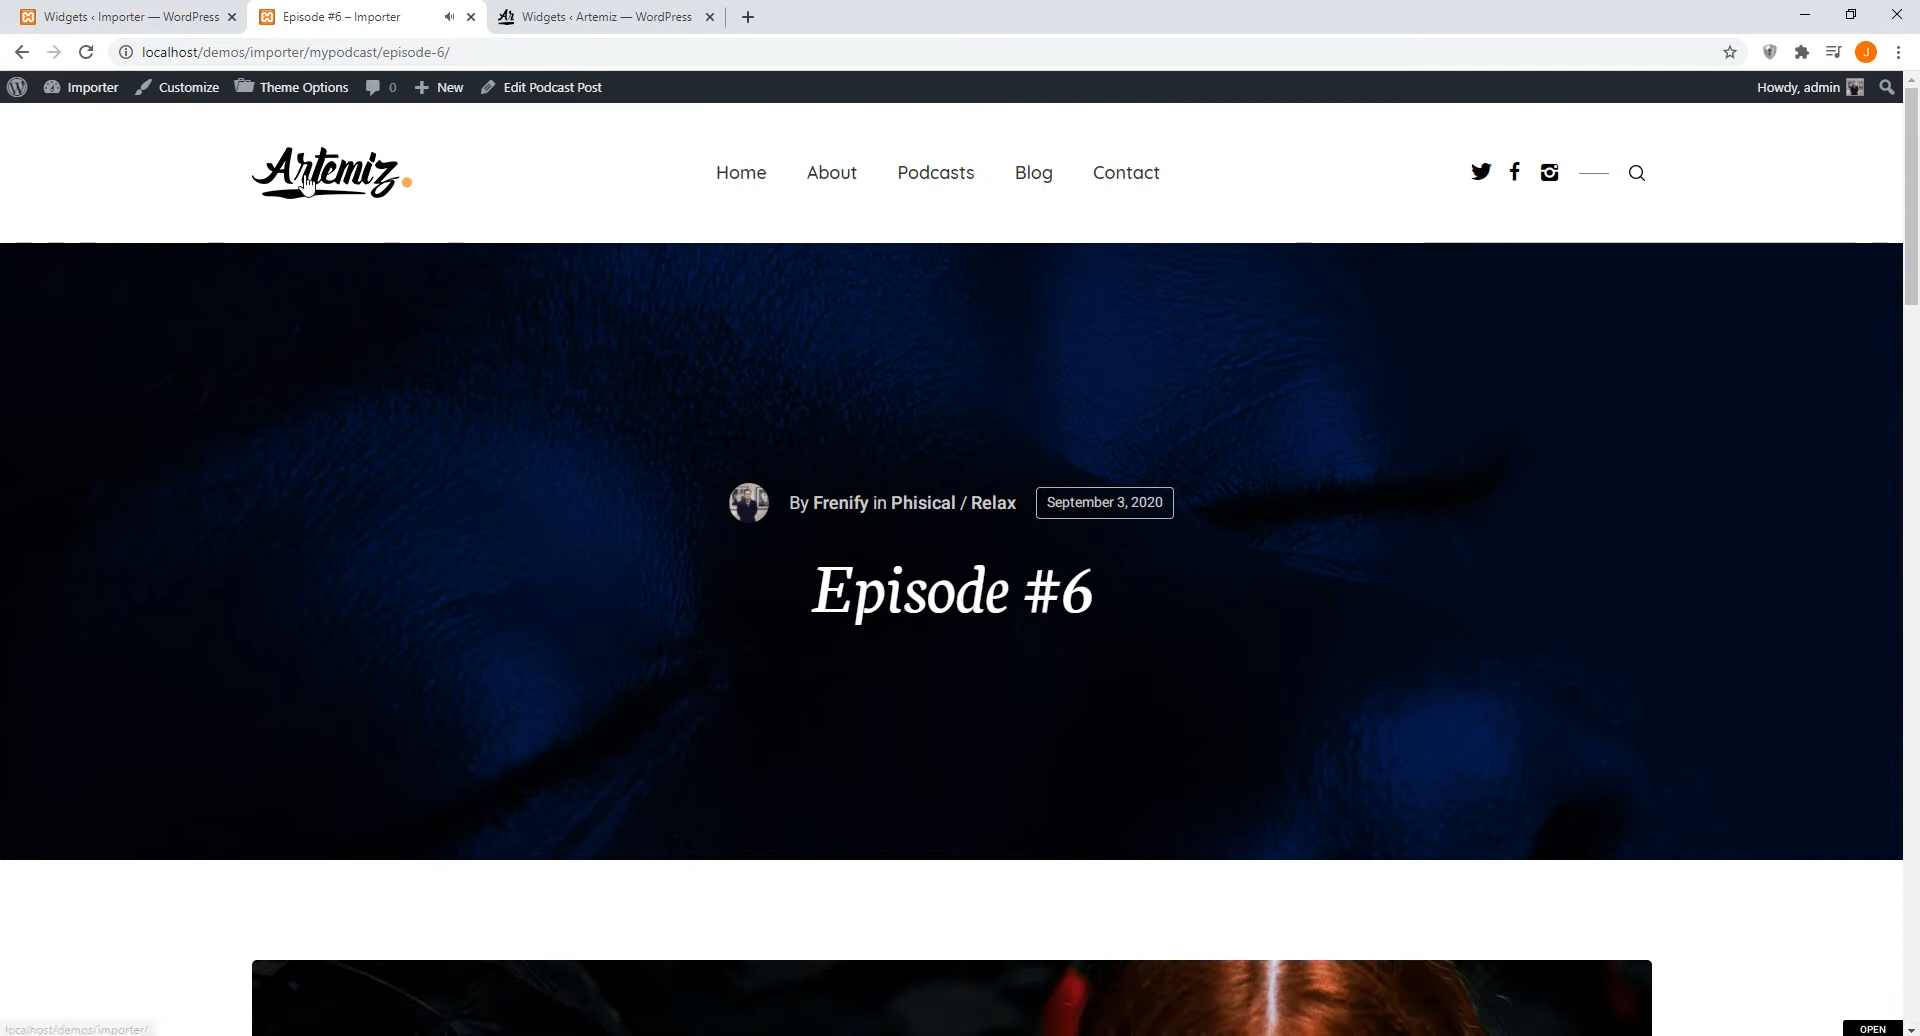 Widgets ‹ Importer — WordPress
Episode #6 – Importer
Widgets ‹ Artemiz — WordPress
localhost/demos/importer/mypodcast/episode-6/
J
Importer
Customize
Theme Options
0
New
Edit Podcast Post
Howdy, admin
Artemiz
Home
About
Podcasts
Blog
Contact
By Frenify in Phisical / Relax
September 3, 2020
Episode #6
localhost/demos/importer/
OPEN